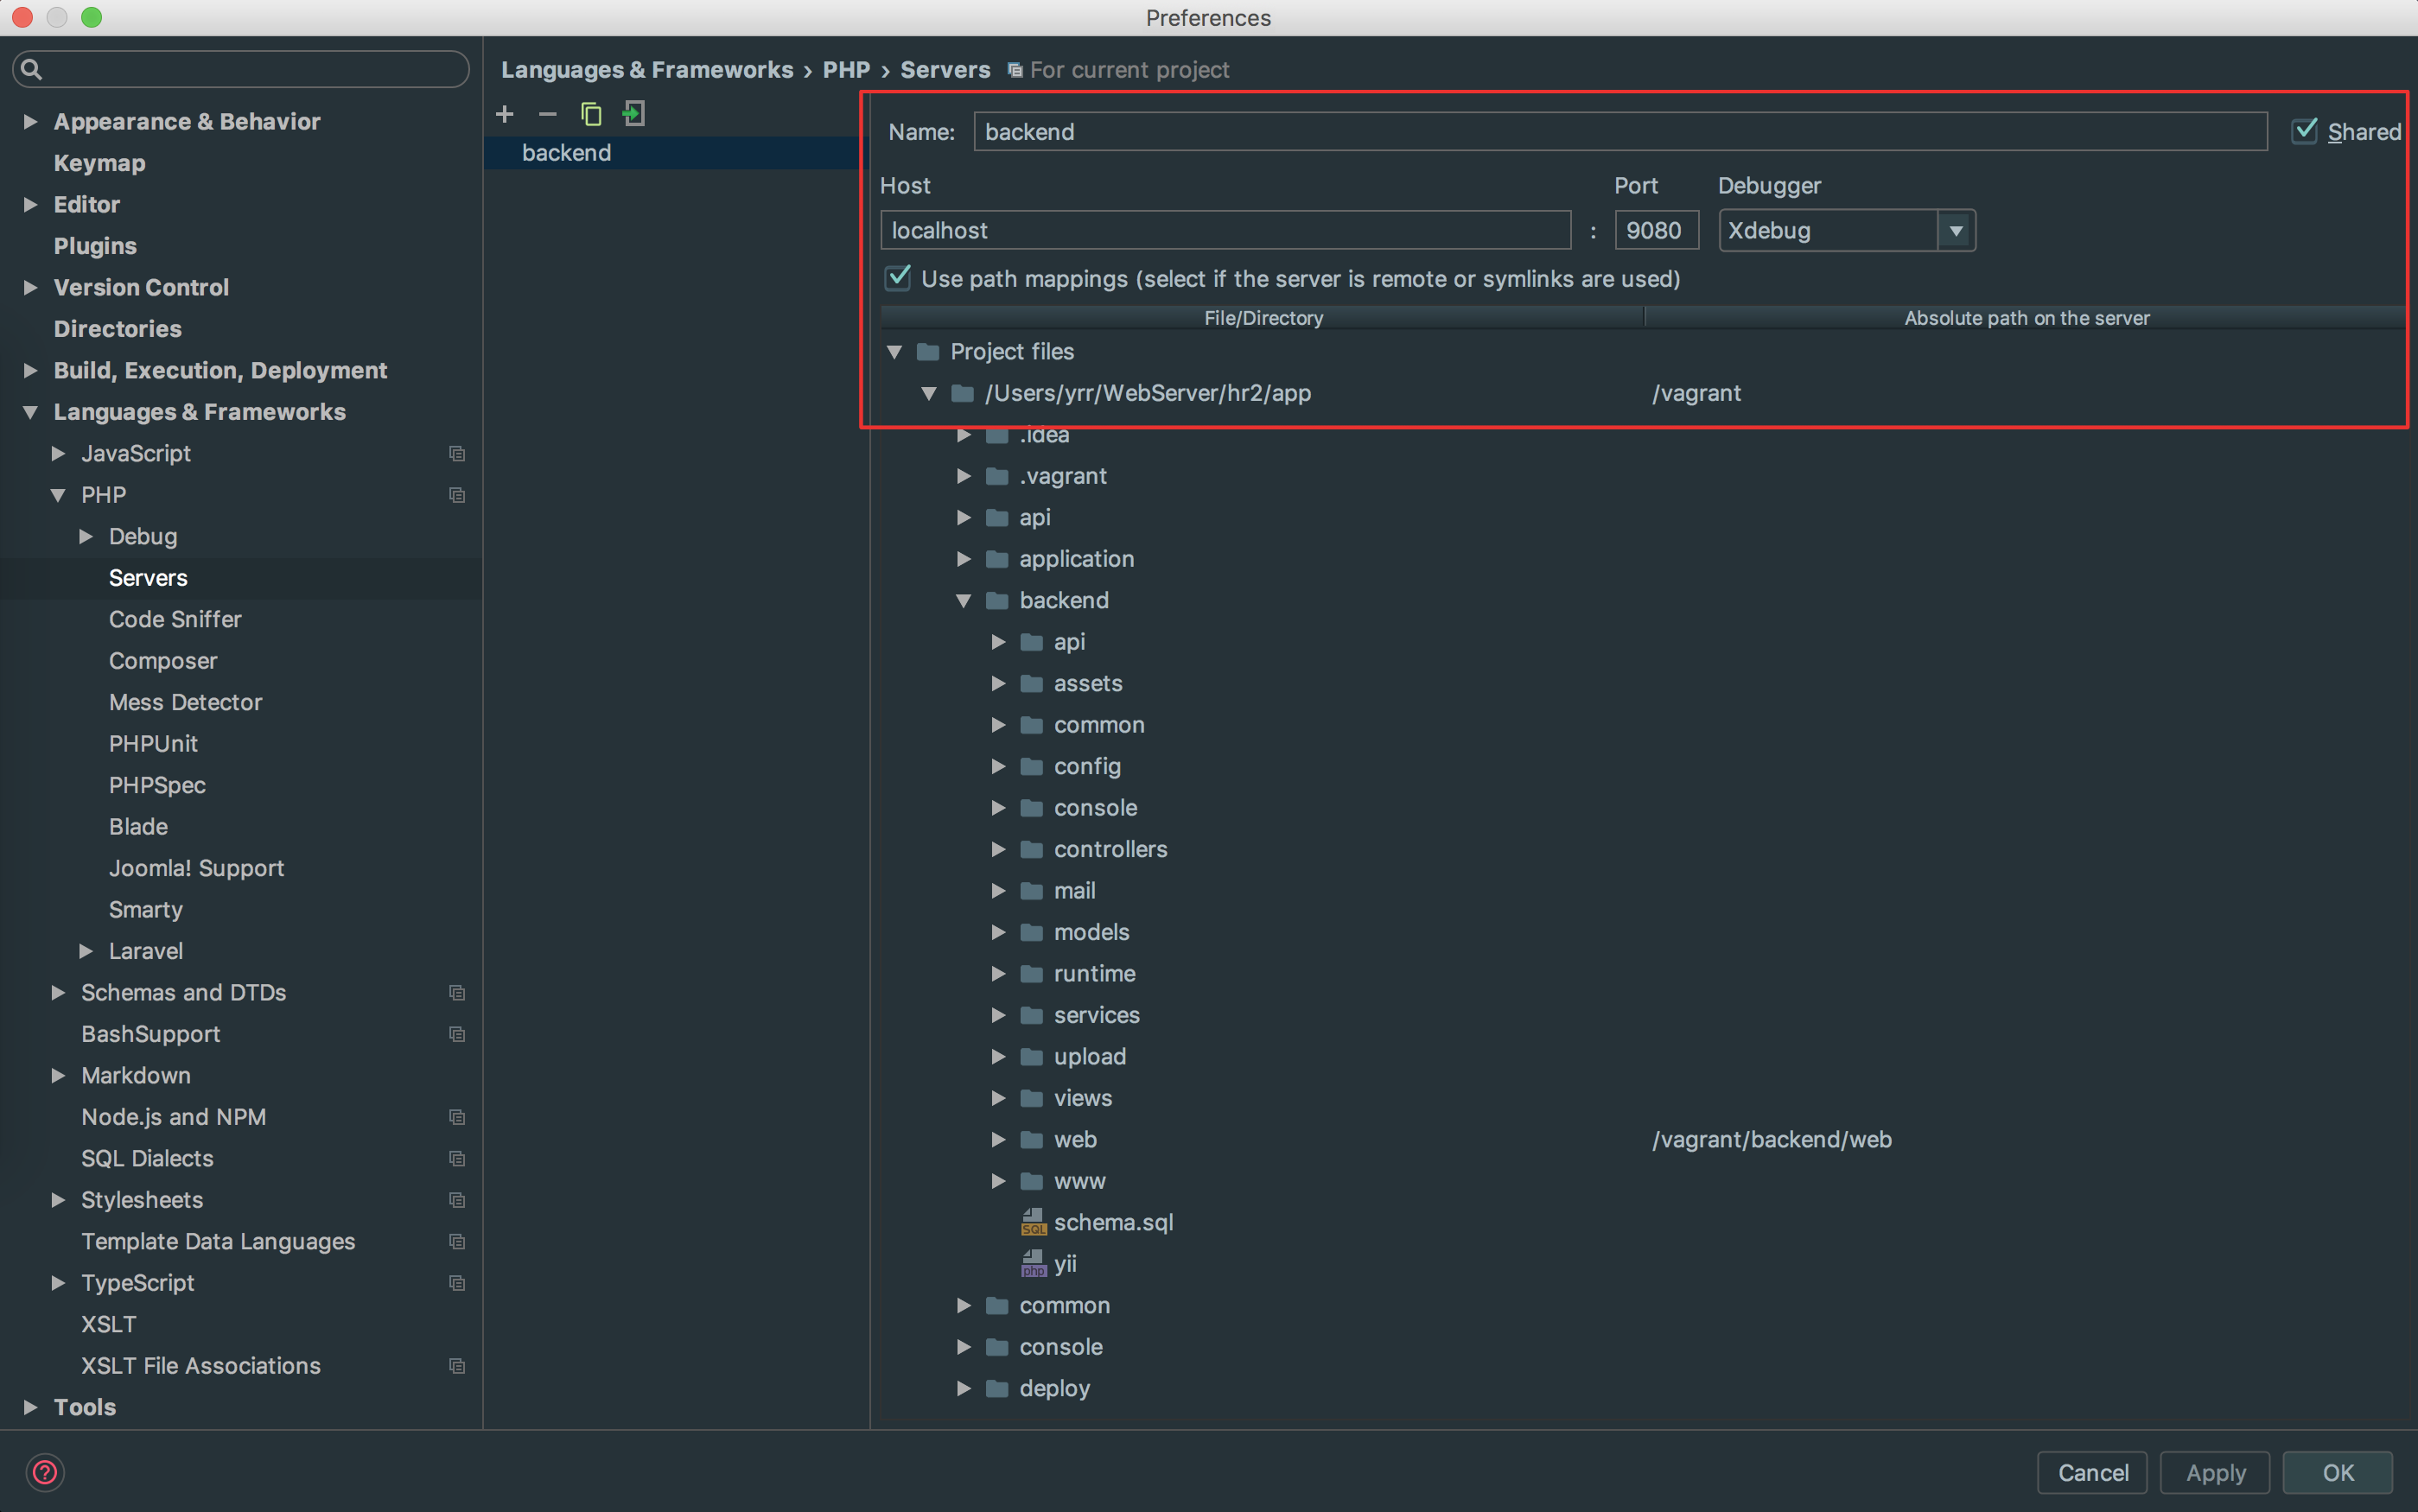 Preferences
Languages & Frameworks › PHP › Servers For current project
Appearance & Behavior
Keymap
Editor
Plugins
Version Control
Directories
Build, Execution, Deployment
Languages & Frameworks
JavaScript
PHP
Debug
Servers
Code Sniffer
Composer
Mess Detector
PHPUnit
PHPSpec
Blade
Joomla! Support
Smarty
Laravel
Schemas and DTDs
BashSupport
Markdown
Node.js and NPM
SQL Dialects
Stylesheets
Template Data Languages
TypeScript
XSLT
XSLT File Associations
Tools
backend
Name: backend Shared
Host Port Debugger
localhost : 9080 Xdebug
Use path mappings (select if the server is remote or symlinks are used)
File/Directory Absolute path on the server
Project files
/Users/yrr/WebServer/hr2/app /vagrant
.idea
.vagrant
api
application
backend
api
assets
common
config
console
controllers
mail
models
runtime
services
upload
views
web /vagrant/backend/web
www
SQL schema.sql
php yii
common
console
deploy
? Cancel Apply OK